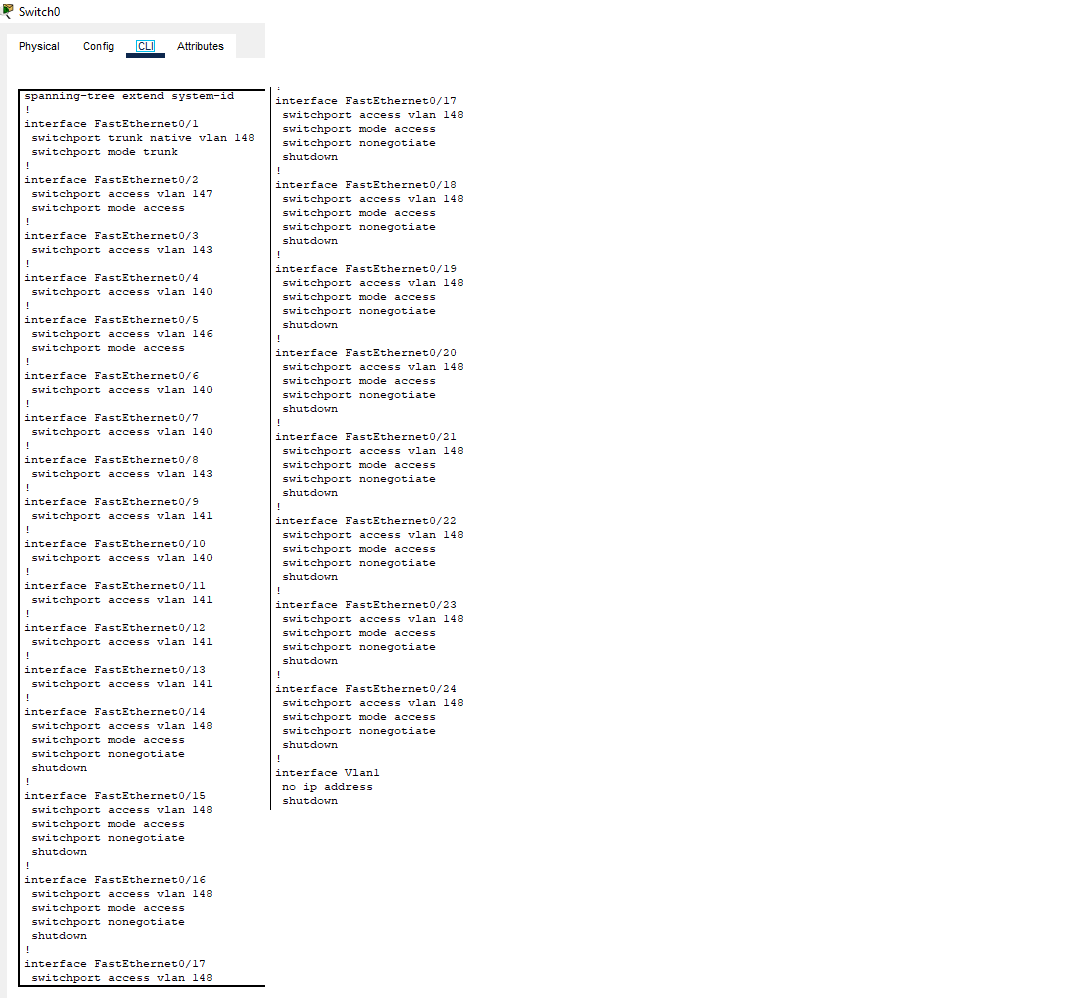 Switch0
Physical Config CLI Attributes
spanning-tree extend system-id
!
interface FastEthernet0/1
switchport trunk native vlan 148
switchport mode trunk
!
interface FastEthernet0/2
switchport access vlan 147
switchport mode access
!
interface FastEthernet0/3
switchport access vlan 143
!
interface FastEthernet0/4
switchport access vlan 140
!
interface FastEthernet0/5
switchport access vlan 146
switchport mode access
!
interface FastEthernet0/6
switchport access vlan 140
!
interface FastEthernet0/7
switchport access vlan 140
!
interface FastEthernet0/8
switchport access vlan 143
!
interface FastEthernet0/9
switchport access vlan 141
!
interface FastEthernet0/10
switchport access vlan 140
!
interface FastEthernet0/11
switchport access vlan 141
!
interface FastEthernet0/12
switchport access vlan 141
!
interface FastEthernet0/13
switchport access vlan 141
!
interface FastEthernet0/14
switchport access vlan 148
switchport mode access
switchport nonegotiate
shutdown
!
interface FastEthernet0/15
switchport access vlan 148
switchport mode access
switchport nonegotiate
shutdown
!
interface FastEthernet0/16
switchport access vlan 148
switchport mode access
switchport nonegotiate
shutdown
!
interface FastEthernet0/17
switchport access vlan 148
!
interface FastEthernet0/17
switchport access vlan 148
switchport mode access
switchport nonegotiate
shutdown
!
interface FastEthernet0/18
switchport access vlan 148
switchport mode access
switchport nonegotiate
shutdown
!
interface FastEthernet0/19
switchport access vlan 148
switchport mode access
switchport nonegotiate
shutdown
!
interface FastEthernet0/20
switchport access vlan 148
switchport mode access
switchport nonegotiate
shutdown
!
interface FastEthernet0/21
switchport access vlan 148
switchport mode access
switchport nonegotiate
shutdown
!
interface FastEthernet0/22
switchport access vlan 148
switchport mode access
switchport nonegotiate
shutdown
!
interface FastEthernet0/23
switchport access vlan 148
switchport mode access
switchport nonegotiate
shutdown
!
interface FastEthernet0/24
switchport access vlan 148
switchport mode access
switchport nonegotiate
shutdown
!
interface Vlan1
no ip address
shutdown